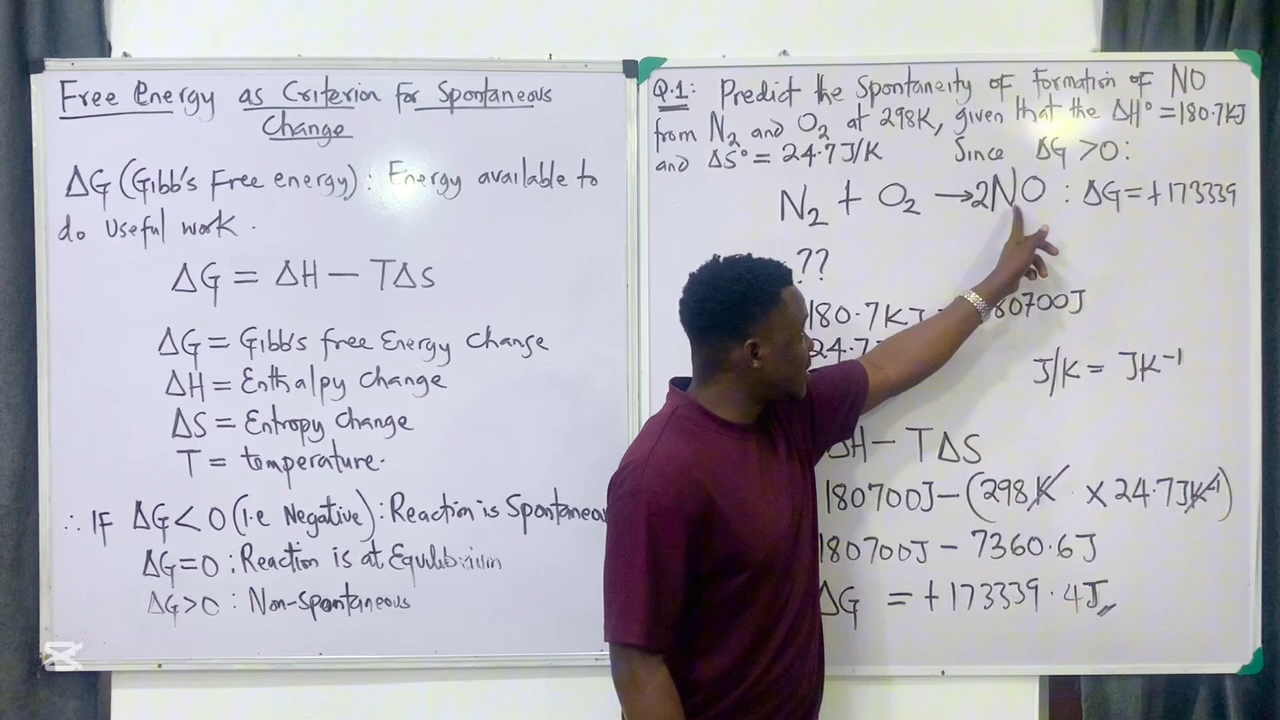 Free Energy as Criterion for Spontaneous
Change
ΔG (Gibb's Free energy): Energy available to
do Useful work.
ΔG = ΔH − TΔS
ΔG = Gibb's free Energy Change
ΔH = Enthalpy Change
ΔS = Entropy Change
T = temperature.
∴ IF ΔG < 0 (i.e Negative): Reaction is Spontaneou
ΔG = 0 : Reaction is at Equilibrium
ΔG > 0 : Non-Spontaneous
Q.1: Predict the Spontaneity of Formation of NO
from N₂ and O₂ at 298K, given that the ΔH° = 180.7KJ
and ΔS° = 24.7 J/K Since ΔG > 0:
N₂ + O₂ → 2NO : ΔG = +173339
??
180.7KJ 80700J
24.7
J/K = JK⁻¹
ΔH − TΔS
180700J − (298K × 24.7JK⁻¹)
180700J − 7360.6J
ΔG = +173339.4J